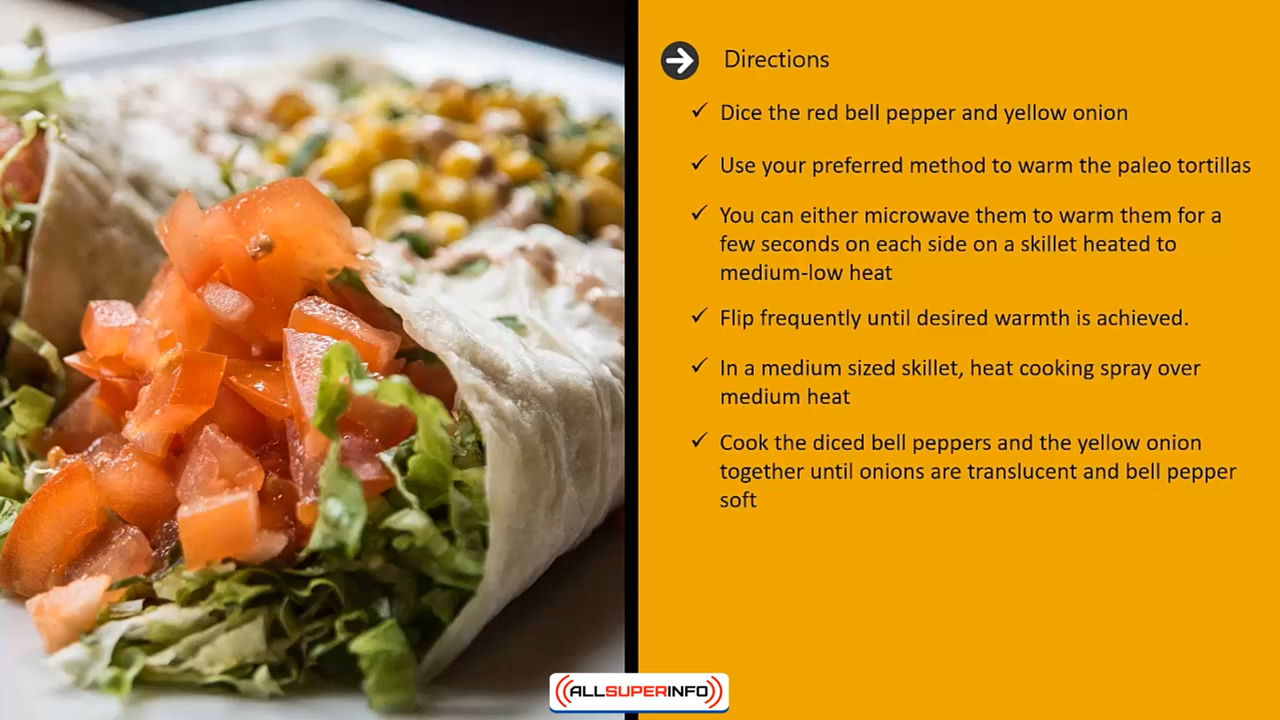 Directions
Dice the red bell pepper and yellow onion
Use your preferred method to warm the paleo tortillas
You can either microwave them to warm them for a
few seconds on each side on a skillet heated to
medium-low heat
Flip frequently until desired warmth is achieved.
In a medium sized skillet, heat cooking spray over
medium heat
Cook the diced bell peppers and the yellow onion
together until onions are translucent and bell pepper
soft
ALLSUPERINFO